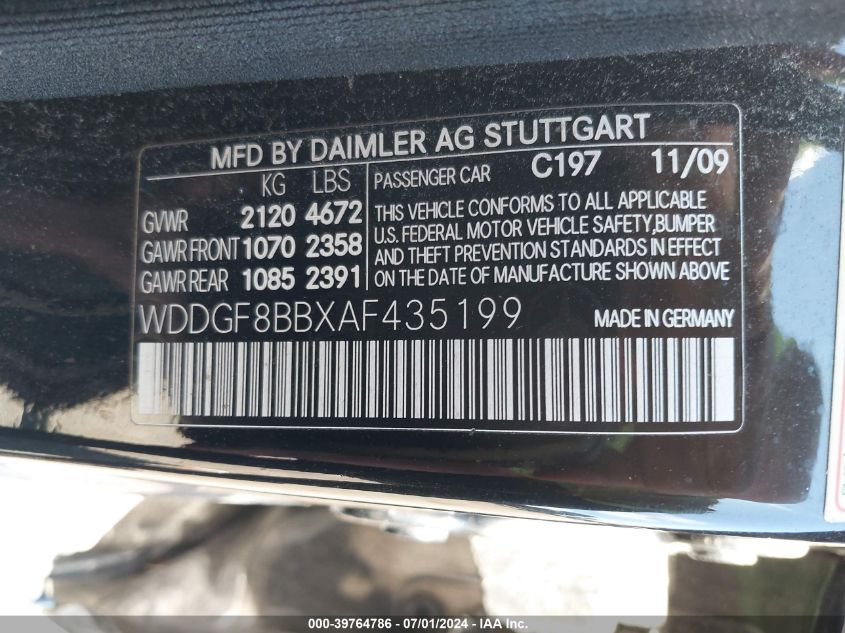 MFD BY DAIMLER AG STUTTGART
KG LBS
GVWR 2120 4672
GAWR FRONT 1070 2358
GAWR REAR 1085 2391
PASSENGER CAR C197 11/09
THIS VEHICLE CONFORMS TO ALL APPLICABLE
U.S. FEDERAL MOTOR VEHICLE SAFETY,BUMPER
AND THEFT PREVENTION STANDARDS IN EFFECT
ON THE DATE OF MANUFACTURE SHOWN ABOVE
WDDGF8BBXAF435199 MADE IN GERMANY
000-39764786 - 07/01/2024 - IAA Inc.